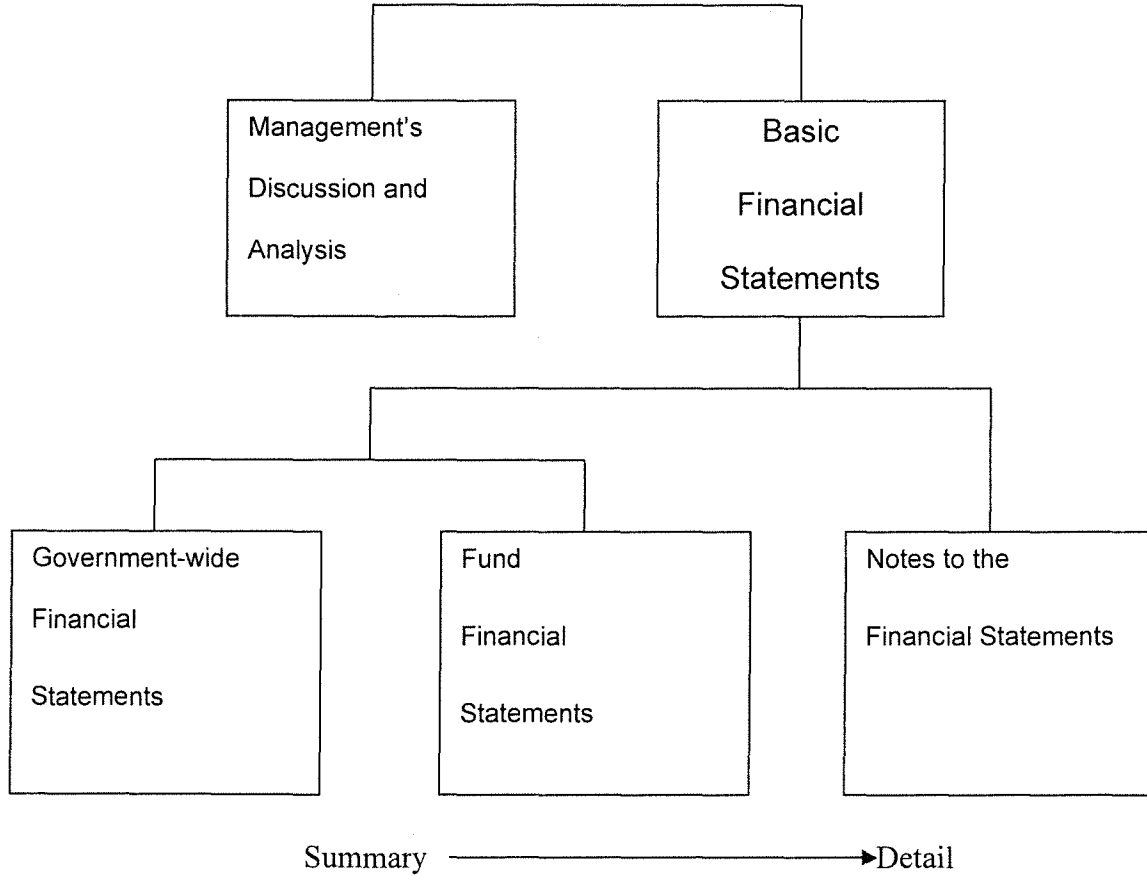 Management's
Discussion and
Analysis
Basic
Financial
Statements
Government-wide
Financial
Statements
Fund
Financial
Statements
Notes to the
Financial Statements
Summary
Detail